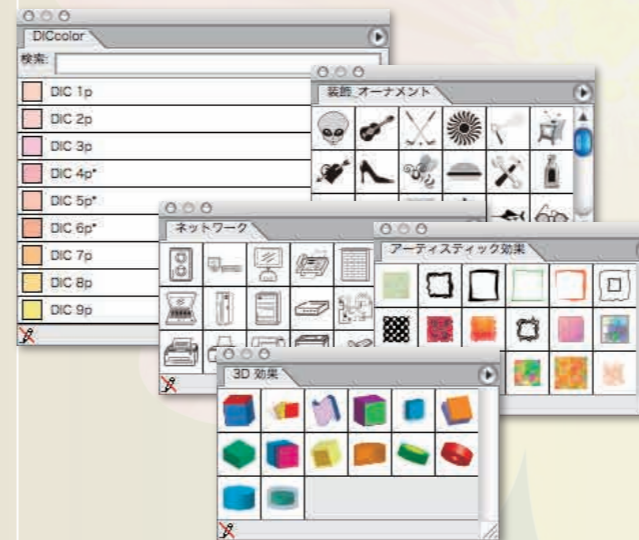 DICcolor
検索:
DIC 1p
DIC 2p
DIC 3p
DIC 4p*
DIC 5p*
DIC 6p*
DIC 7p
DIC 8p
DIC 9p
装飾_オーナメント
ネットワーク
アーティスティック効果
3D 効果